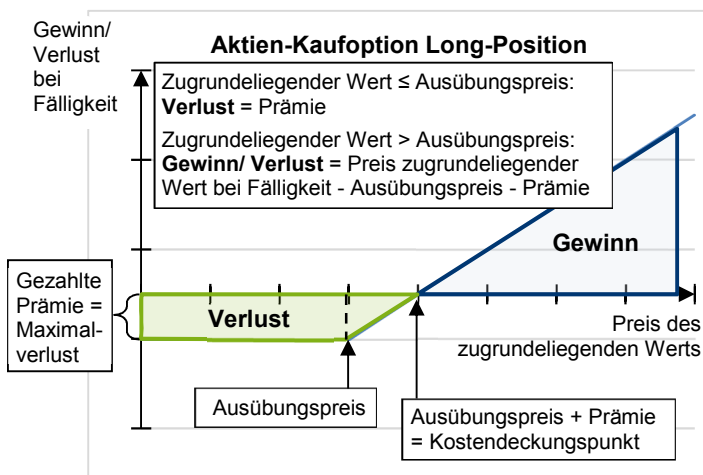 Gewinn/
Verlust
bei
Fälligkeit
Aktien-Kaufoption Long-Position
Zugrundeliegender Wert ≤ Ausübungspreis:
Verlust = Prämie
Zugrundeliegender Wert > Ausübungspreis:
Gewinn/ Verlust = Preis zugrundeliegender
Wert bei Fälligkeit - Ausübungspreis - Prämie
Gewinn
Gezahlte
Prämie =
Maximal-
verlust
Verlust
Preis des
zugrundeliegenden Werts
Ausübungspreis
Ausübungspreis + Prämie
= Kostendeckungspunkt